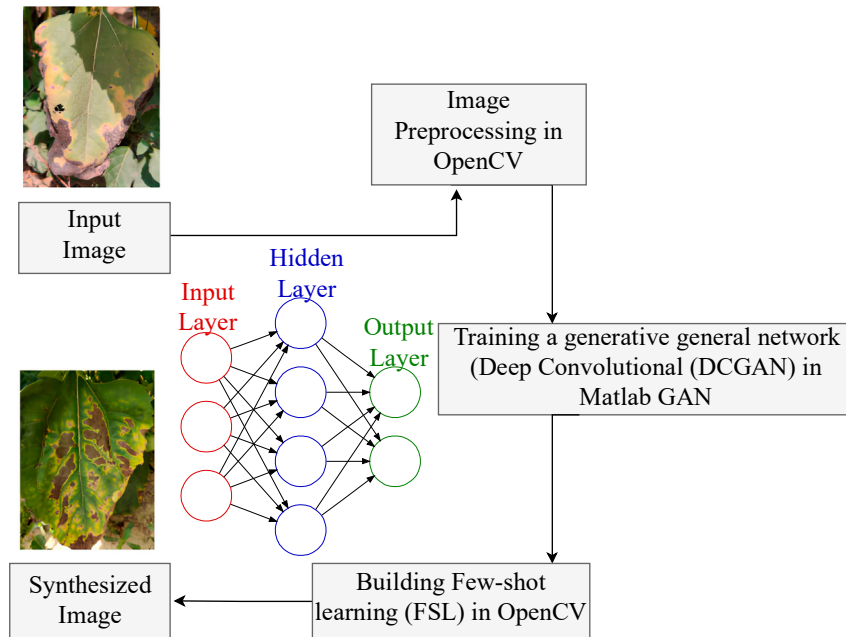 Image
Preprocessing in
OpenCV
Input
Image
Hidden
Layer
Input
Layer
Output
Layer
Training a generative general network
(Deep Convolutional (DCGAN) in
Matlab GAN
Synthesized
Image
Building Few-shot
learning (FSL) in OpenCV